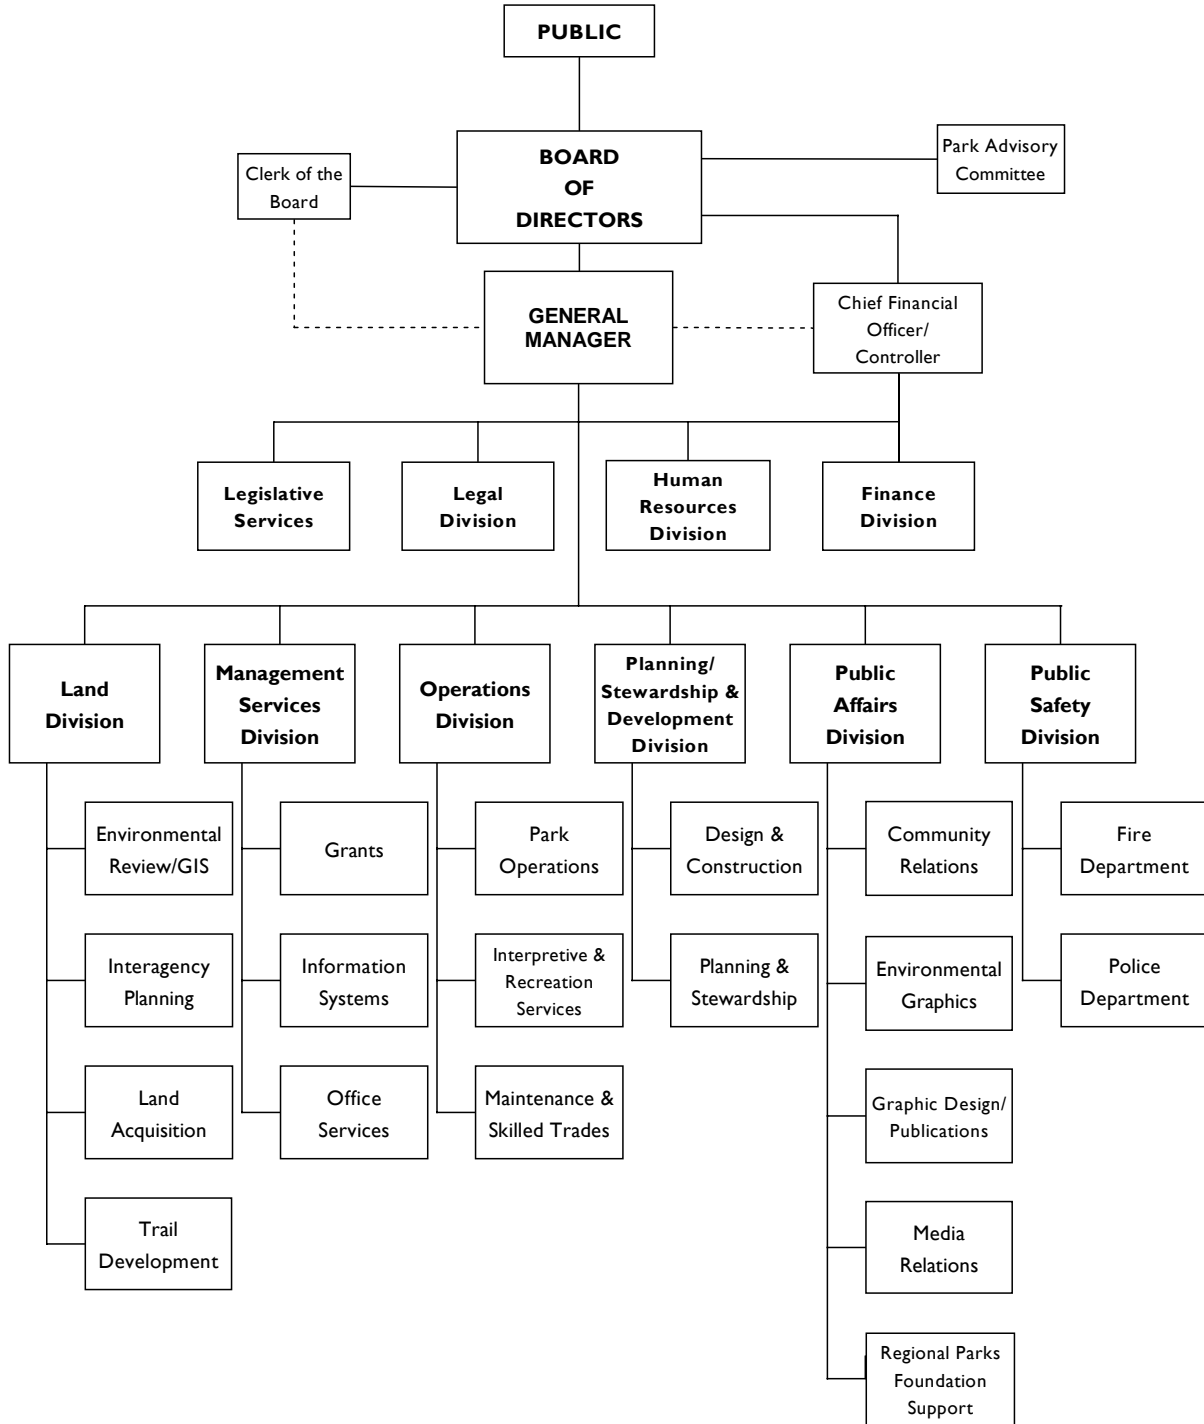 PUBLIC
BOARD
OF
DIRECTORS
Park Advisory
Committee
Clerk of the
Board
GENERAL
MANAGER
Chief Financial
Officer/
Controller
Legislative
Services
Legal
Division
Human
Resources
Division
Finance
Division
Land
Division
Management
Services
Division
Operations
Division
Planning/
Stewardship &
Development
Division
Public
Affairs
Division
Public
Safety
Division
Environmental
Review/GIS
Grants
Park
Operations
Design &
Construction
Community
Relations
Fire
Department
Interagency
Planning
Information
Systems
Interpretive &
Recreation
Services
Planning &
Stewardship
Environmental
Graphics
Police
Department
Land
Acquisition
Office
Services
Maintenance &
Skilled Trades
Graphic Design/
Publications
Trail
Development
Media
Relations
Regional Parks
Foundation
Support